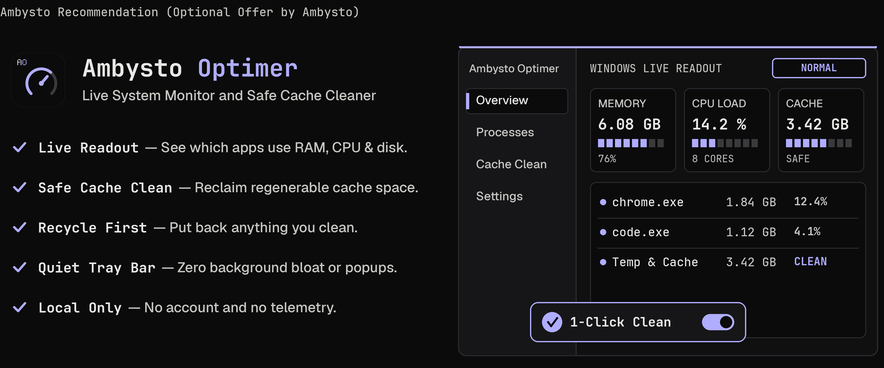 Ambysto Recommendation (Optional Offer by Ambysto)
AO
Ambysto Optimer
Live System Monitor and Safe Cache Cleaner
Live Readout — See which apps use RAM, CPU & disk.
Safe Cache Clean — Reclaim regenerable cache space.
Recycle First — Put back anything you clean.
Quiet Tray Bar — Zero background bloat or popups.
Local Only — No account and no telemetry.
Ambysto Optimer
Overview
Processes
Cache Clean
Settings
WINDOWS LIVE READOUT
NORMAL
MEMORY
6.08 GB
76%
CPU LOAD
14.2 %
8 CORES
CACHE
3.42 GB
SAFE
chrome.exe 1.84 GB 12.4%
code.exe 1.12 GB 4.1%
Temp & Cache 3.42 GB CLEAN
1-Click Clean